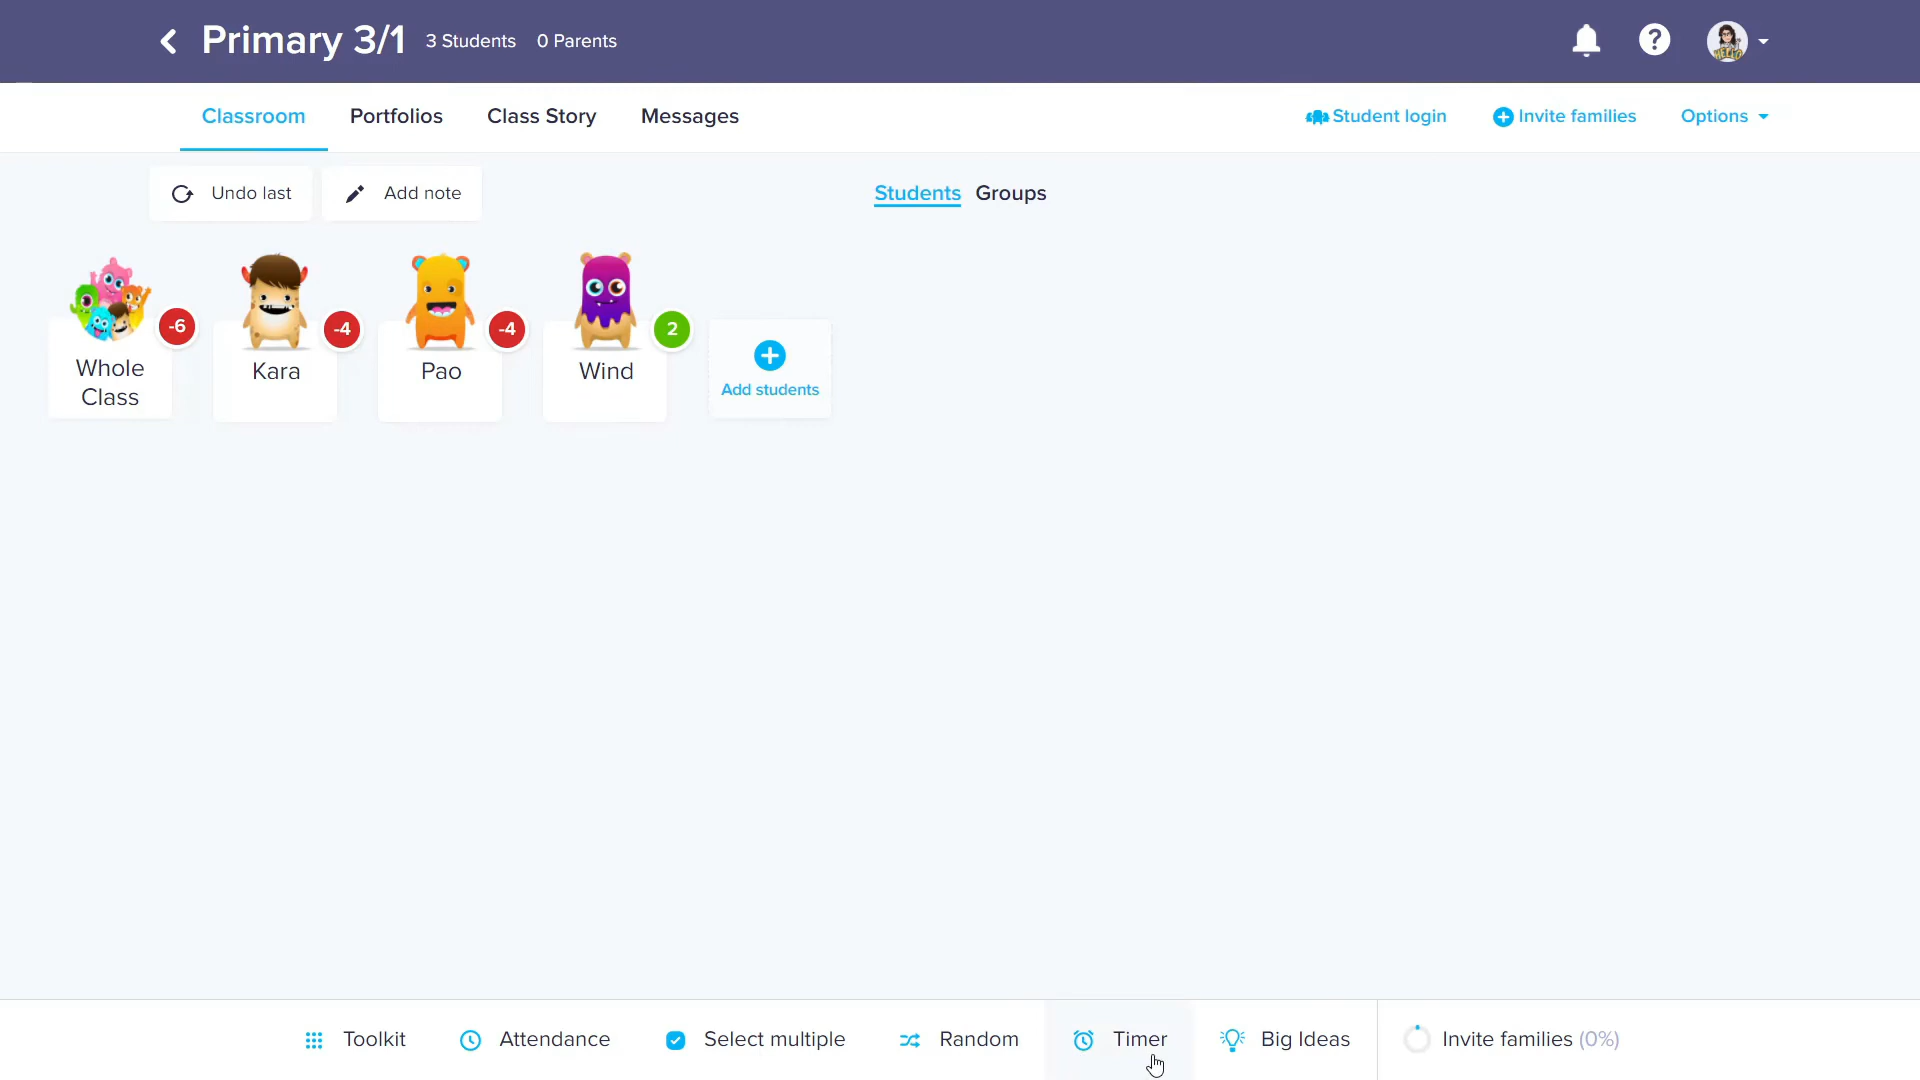 Primary 3/1 3 Students 0 Parents
Classroom Portfolios Class Story Messages Student login Invite families Options
Undo last Add note Students Groups
-6 -4 -4 2
Whole Class
Kara
Pao
Wind
Add students
Toolkit Attendance Select multiple Random Timer Big Ideas Invite families (0%)